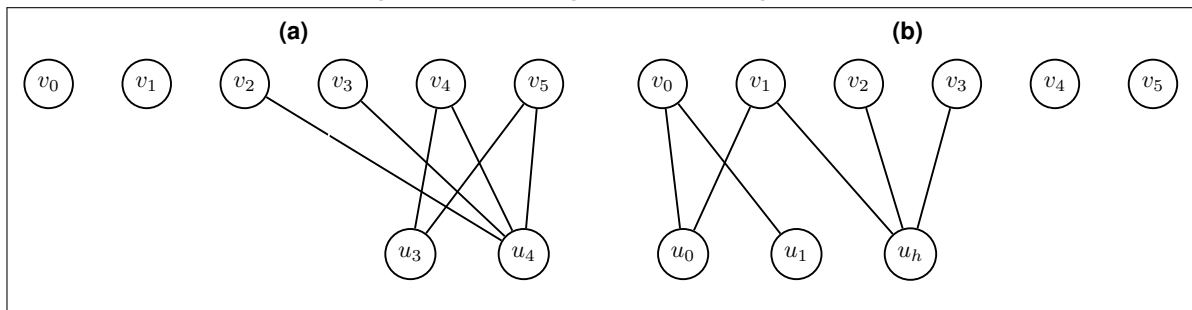 (a) (b)
v₀ v₁ v₂ v₃ v₄ v₅ v₀ v₁ v₂ v₃ v₄ v₅
u₃ u₄ u₀ u₁ uₕ